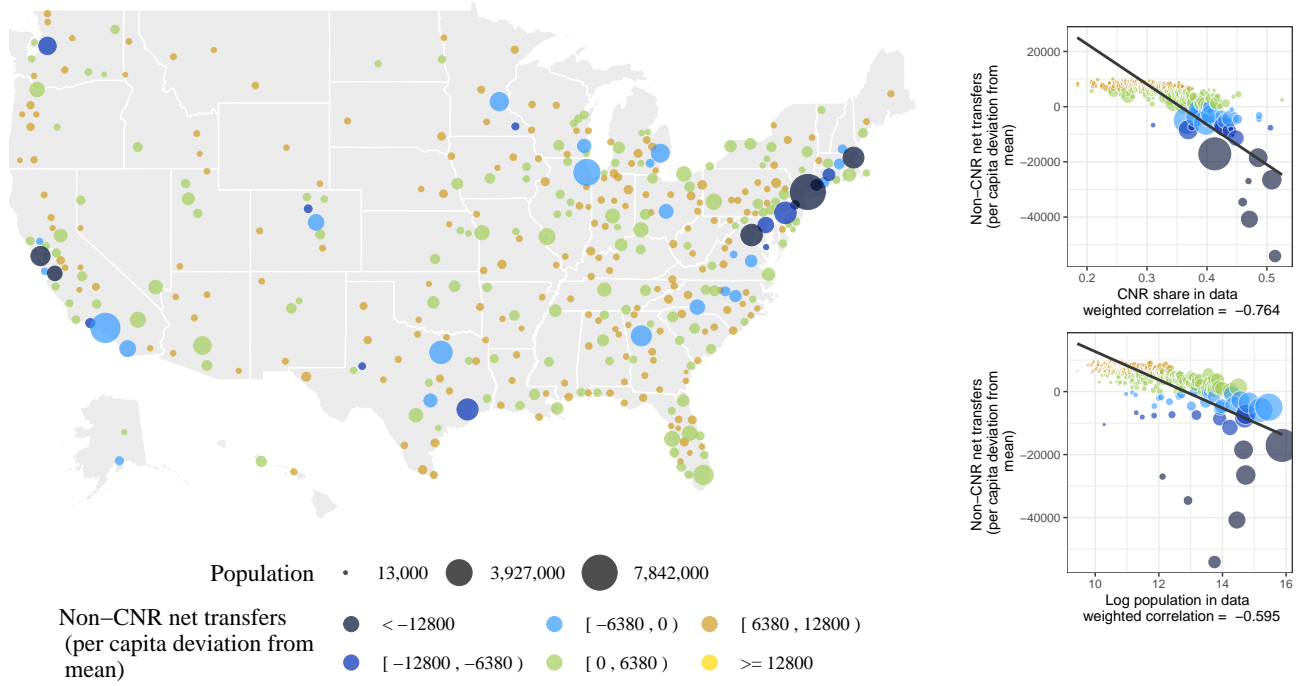 20000
0
−20000
−40000
Non−CNR net transfers
(per capita deviation from
mean)
0.2 0.3 0.4 0.5
CNR share in data
weighted correlation = −0.764
0
−20000
−40000
Non−CNR net transfers
(per capita deviation from
mean)
10 12 14 16
Log population in data
weighted correlation = −0.595
Population 13,000 3,927,000 7,842,000
Non−CNR net transfers
(per capita deviation from
mean)
< −12800 [ −6380 , 0 ) [ 6380 , 12800 )
[ −12800 , −6380 ) [ 0 , 6380 ) >= 12800